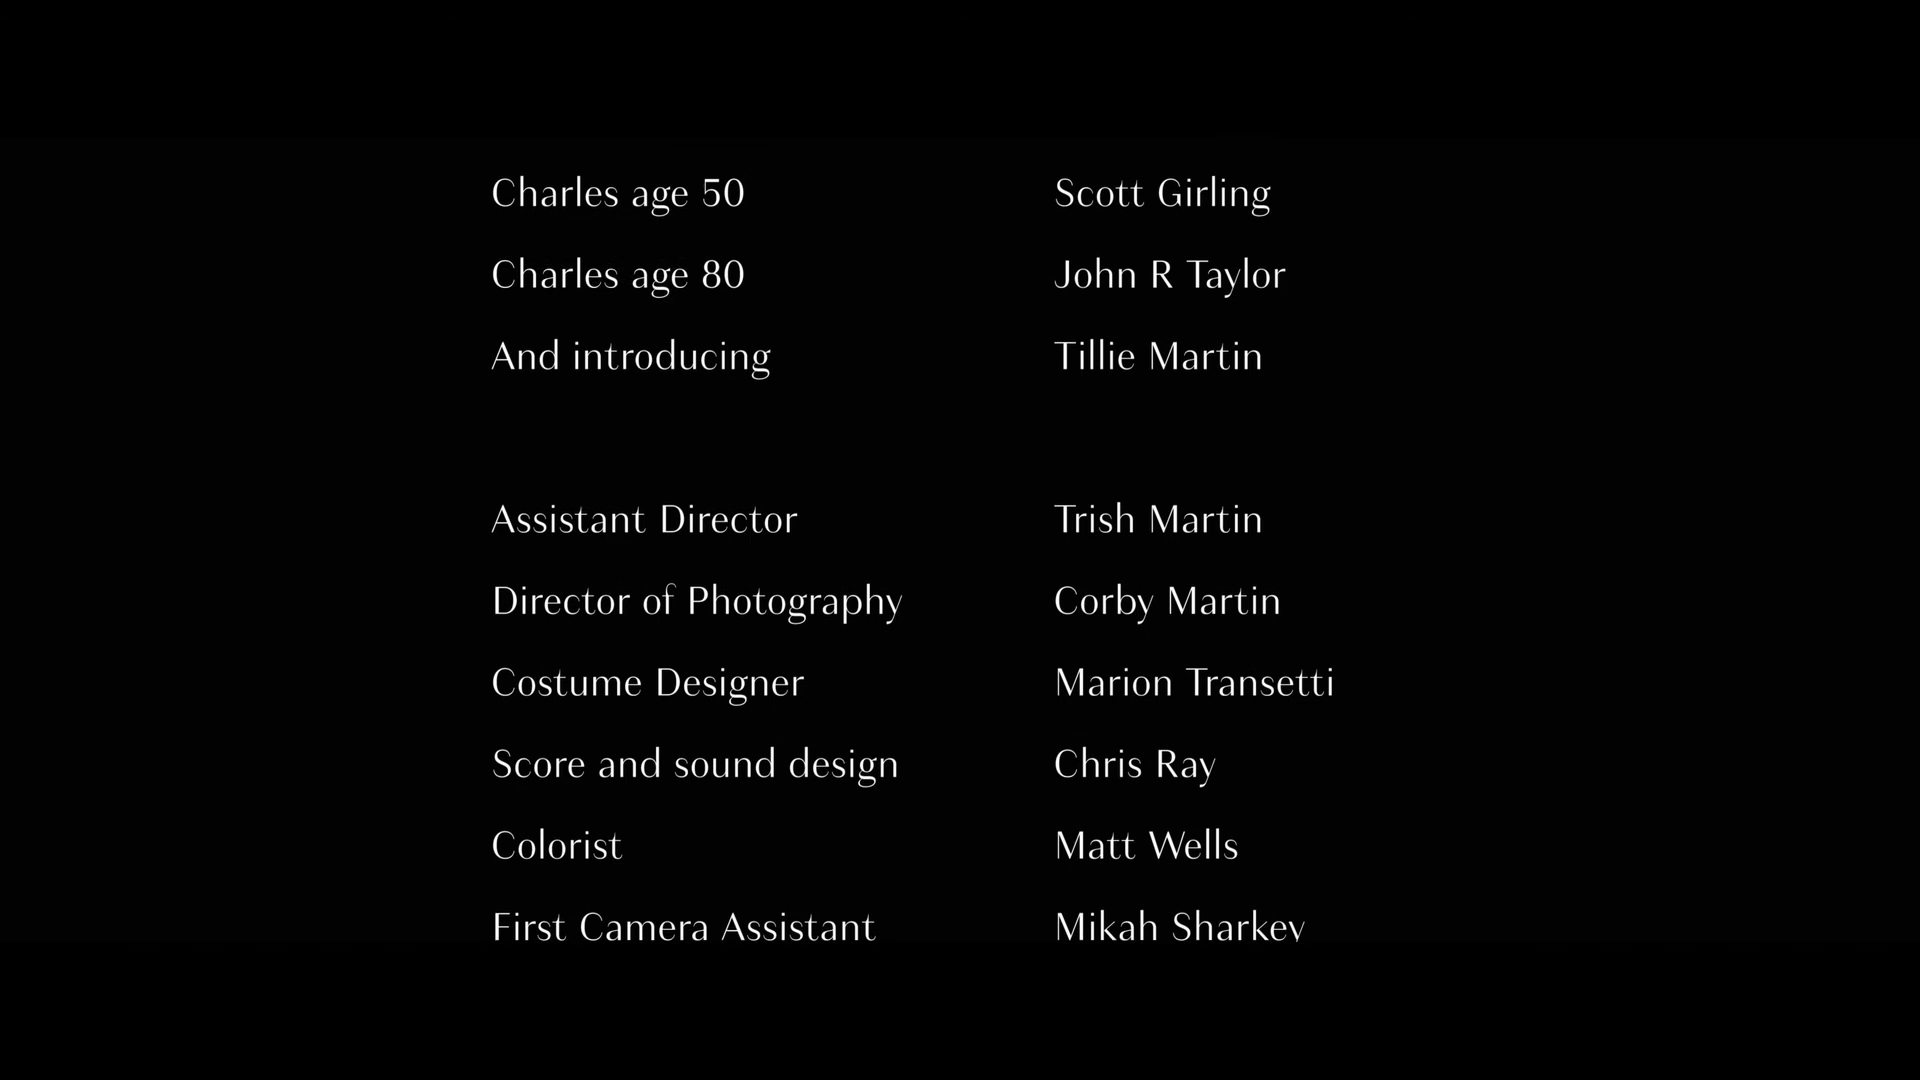 Charles age 50 Scott Girling
Charles age 80 John R Taylor
And introducing Tillie Martin
Assistant Director Trish Martin
Director of Photography Corby Martin
Costume Designer Marion Transetti
Score and sound design Chris Ray
Colorist Matt Wells
First Camera Assistant Mikah Sharkey